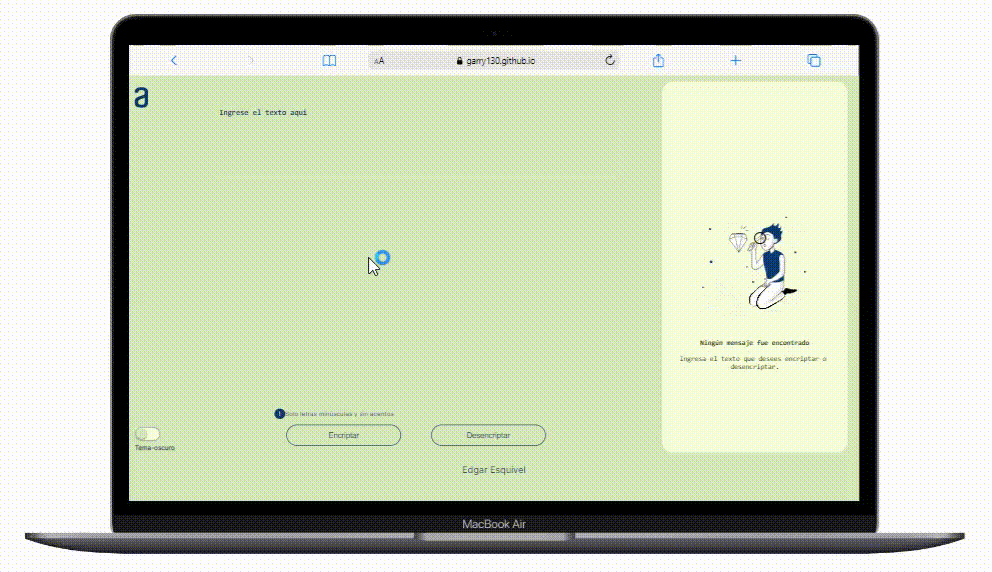 AA
garry130.github.io
a
Ingrese el texto aqui
Ningún mensaje fue encontrado
Ingresa el texto que desees encriptar o
desencriptar.
Solo letras minusculas y sin acentos
Encriptar
Desencriptar
Tema-oscuro
Edgar Esquivel
MacBook Air